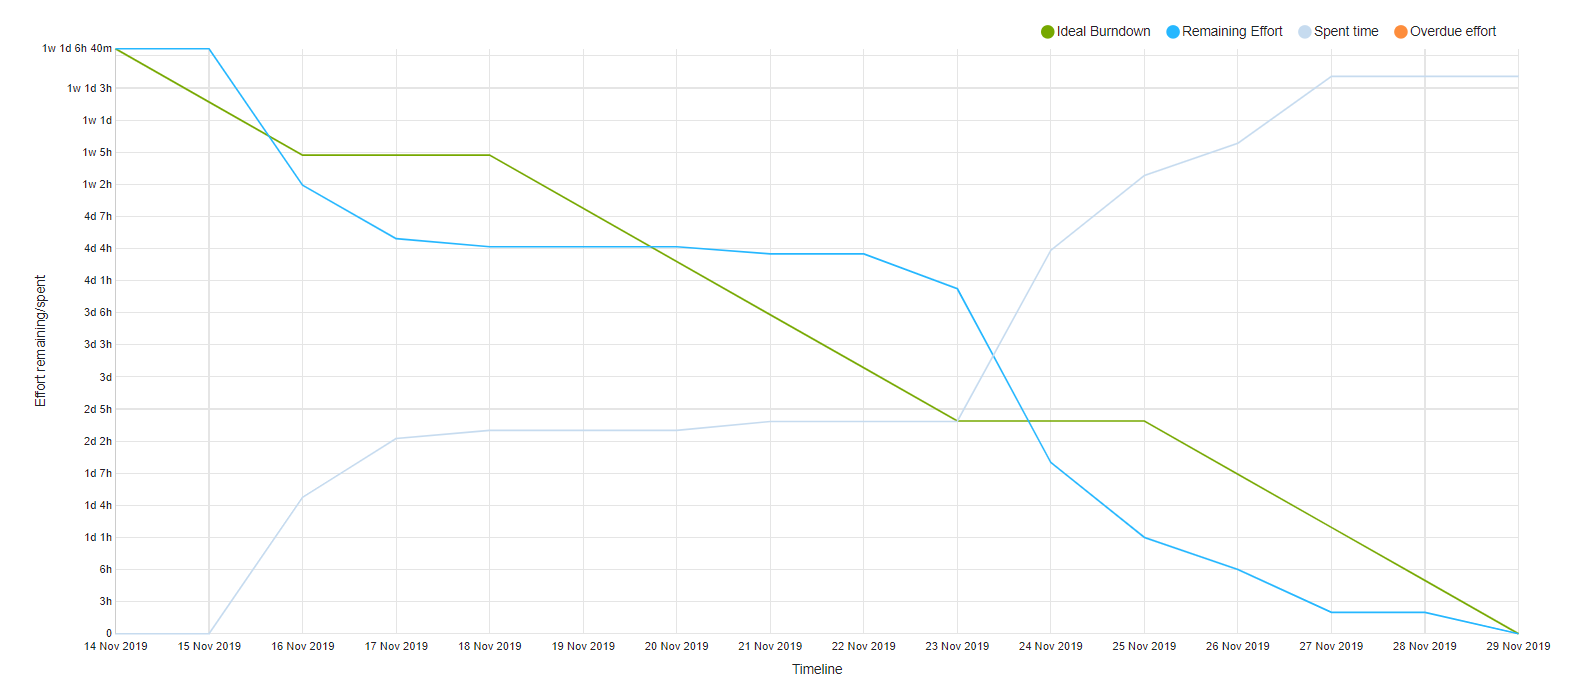 Ideal Burndown Remaining Effort Spent time Overdue effort
1w 1d 6h 40m
1w 1d 3h
1w 1d
1w 5h
1w 2h
4d 7h
4d 4h
4d 1h
3d 6h
3d 3h
3d
2d 5h
2d 2h
1d 7h
1d 4h
1d 1h
6h
3h
0
Effort remaining/spent
14 Nov 2019 15 Nov 2019 16 Nov 2019 17 Nov 2019 18 Nov 2019 19 Nov 2019 20 Nov 2019 21 Nov 2019 22 Nov 2019 23 Nov 2019 24 Nov 2019 25 Nov 2019 26 Nov 2019 27 Nov 2019 28 Nov 2019 29 Nov 2019
Timeline